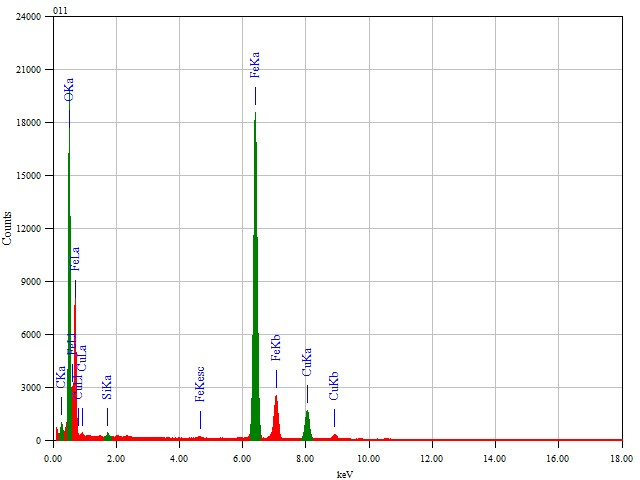 011
24000
21000
18000
15000
12000
9000
6000
3000
0
Counts
CKa
OKa
FeLl
FeLa
CuLl
CuLa
SiKa
FeKesc
FeKa
FeKb
CuKa
CuKb
0.00 2.00 4.00 6.00 8.00 10.00 12.00 14.00 16.00 18.00
keV